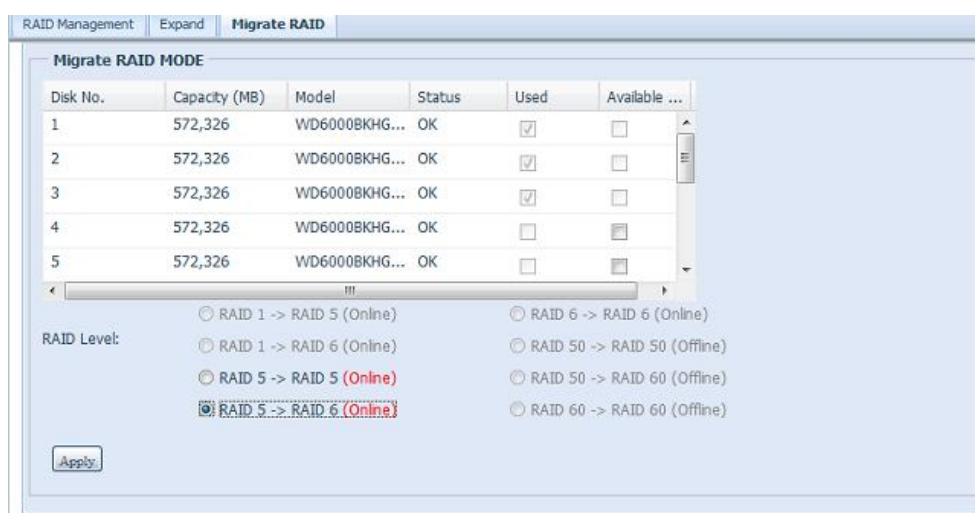 RAID Management Expand Migrate RAID
Migrate RAID MODE
Disk No. Capacity (MB) Model Status Used Available ...
1 572,326 WD6000BKHG... OK
2 572,326 WD6000BKHG... OK
3 572,326 WD6000BKHG... OK
4 572,326 WD6000BKHG... OK
5 572,326 WD6000BKHG... OK
RAID Level:
RAID 1 -> RAID 5 (Online) RAID 6 -> RAID 6 (Online)
RAID 1 -> RAID 6 (Online) RAID 50 -> RAID 50 (Offline)
RAID 5 -> RAID 5 (Online) RAID 50 -> RAID 60 (Offline)
RAID 5 -> RAID 6 (Online) RAID 60 -> RAID 60 (Offline)
Apply